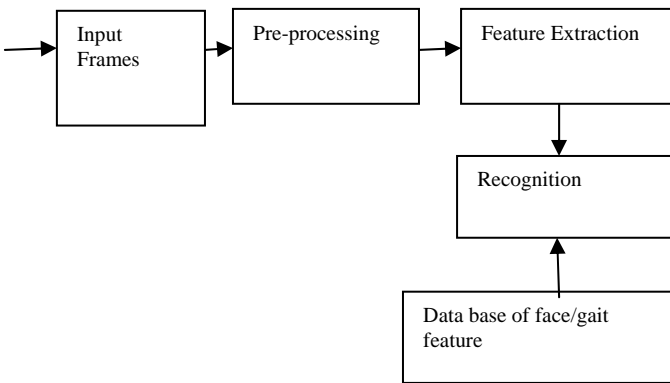 Input
Frames
Pre-processing
Feature Extraction
Recognition
Data base of face/gait
feature